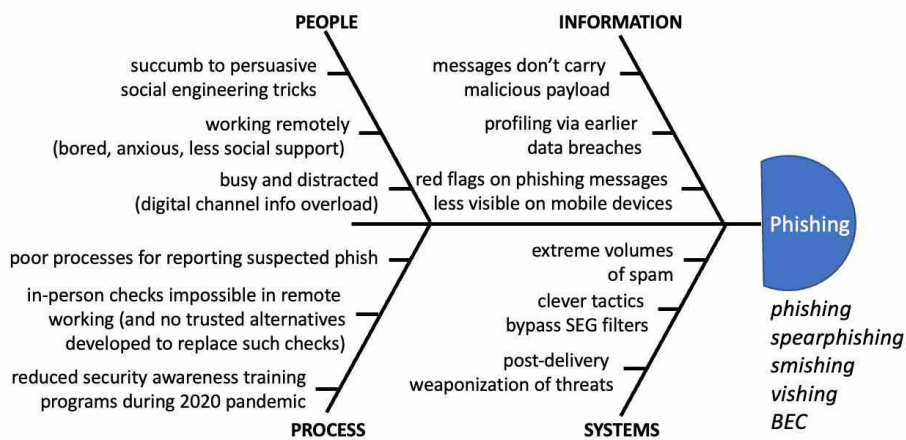 PEOPLE
succumb to persuasive
social engineering tricks
working remotely
(bored, anxious, less social support)
busy and distracted
(digital channel info overload)
INFORMATION
messages don’t carry
malicious payload
profiling via earlier
data breaches
red flags on phishing messages
less visible on mobile devices
poor processes for reporting suspected phish
in-person checks impossible in remote
working (and no trusted alternatives
developed to replace such checks)
reduced security awareness training
programs during 2020 pandemic
PROCESS
extreme volumes
of spam
clever tactics
bypass SEG filters
post-delivery
weaponization of threats
SYSTEMS
Phishing
phishing
spearphishing
smishing
vishing
BEC